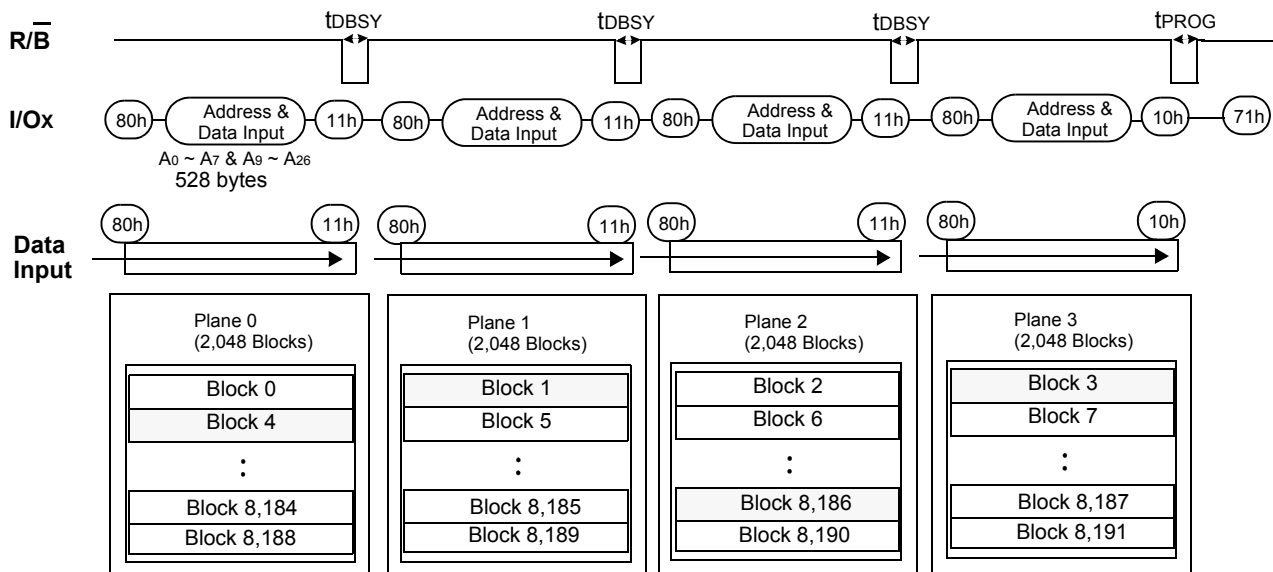 tDBSY tDBSY tDBSY tPROG
R/B
I/Ox 80h Address & Data Input 11h 80h Address & Data Input 11h 80h Address & Data Input 11h 80h Address & Data Input 10h 71h
A0 ~ A7 & A9 ~ A26
528 bytes
80h 11h 80h 11h 80h 11h 80h 10h
Data
Input
Plane 0
(2,048 Blocks)
Block 0
Block 4
:
Block 8,184
Block 8,188
Plane 1
(2,048 Blocks)
Block 1
Block 5
:
Block 8,185
Block 8,189
Plane 2
(2,048 Blocks)
Block 2
Block 6
:
Block 8,186
Block 8,190
Plane 3
(2,048 Blocks)
Block 3
Block 7
:
Block 8,187
Block 8,191